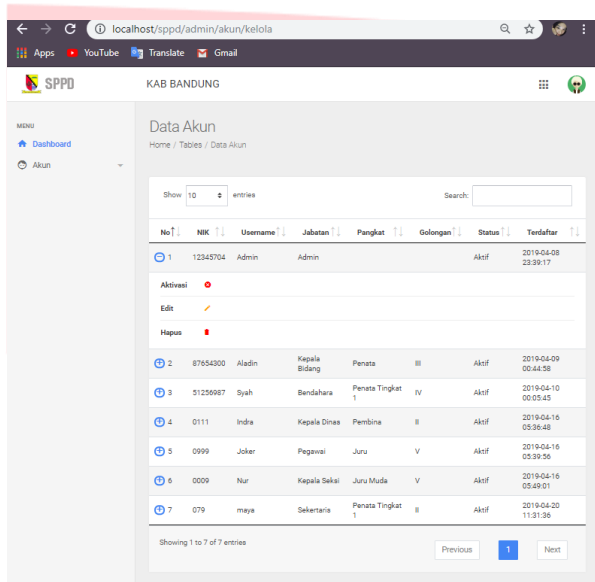 localhost/sppd/admin/akun/kelola
Apps YouTube Translate Gmail
SPPD KAB BANDUNG
MENU
Dashboard
Akun
Data Akun
Home / Tables / Data Akun
Show 10 entries Search:
No NIK Username Jabatan Pangkat Golongan Status Terdaftar
1 12345704 Admin Admin Aktif 2019-04-08 23:39:17
Aktivasi
Edit
Hapus
2 87654300 Aladin Kepala Bidang Penata III Aktif 2019-04-09 00:44:58
3 51256987 Syah Bendahara Penata Tingkat 1 IV Aktif 2019-04-10 00:05:45
4 0111 Indra Kepala Dinas Pembina II Aktif 2019-04-16 05:36:48
5 0999 Joker Pegawai Juru V Aktif 2019-04-16 05:39:56
6 0009 Nur Kepala Seksi Juru Muda V Aktif 2019-04-16 05:49:01
7 079 maya Sekertaris Penata Tingkat 1 II Aktif 2019-04-20 11:31:36
Showing 1 to 7 of 7 entries
Previous 1 Next